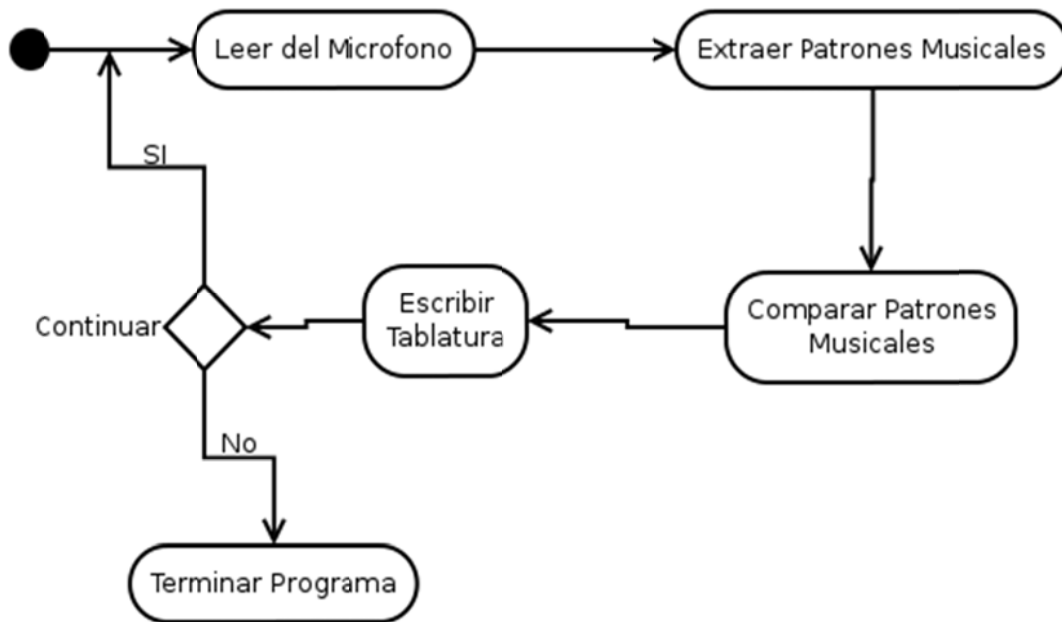 Leer del Microfono
Extraer Patrones Musicales
Comparar Patrones
Musicales
Escribir
Tablatura
Continuar
SI
No
Terminar Programa